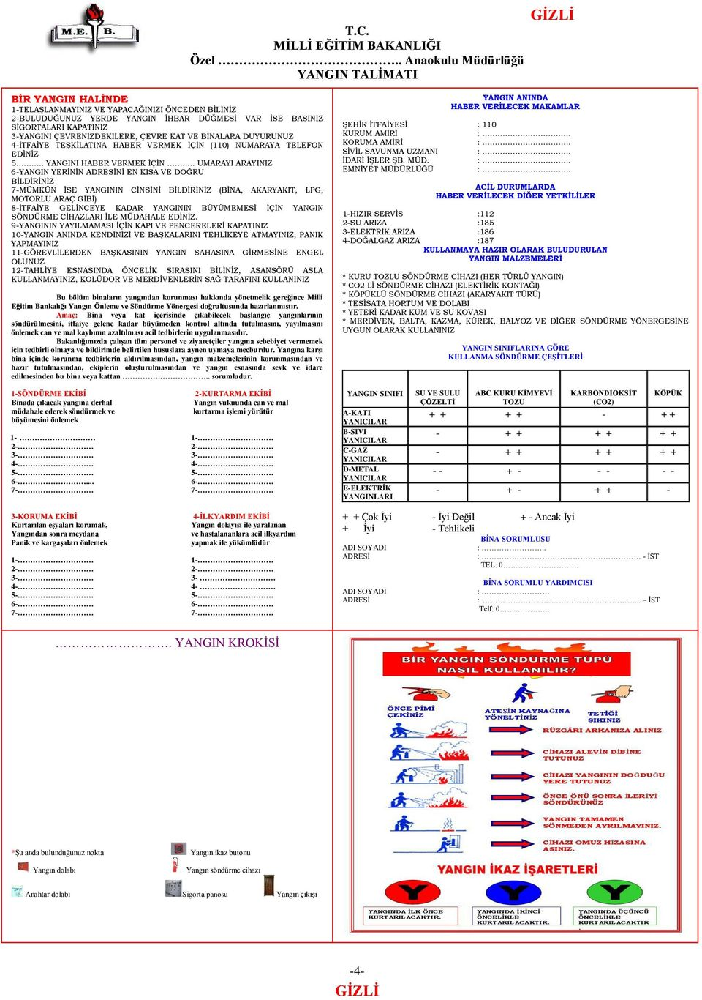 GİZLİ
M.E. B.
T.C.
MİLLİ EĞİTİM BAKANLIĞI
Özel ……………………………………….. Anaokulu Müdürlüğü
YANGIN TALİMATI
BİR YANGIN HALİNDE
1-TELAŞLANMAYINIZ VE YAPACAĞINIZI ÖNCEDEN BİLİNİZ
2-BULUDUĞUNUZ YERDE YANGIN İHBAR DÜĞMESİ VAR İSE BASINIZ
SİGORTALARI KAPATINIZ
3-YANGINI ÇEVRENİZDEKİLERE, ÇEVRE KAT VE BİNALARA DUYURUNUZ
4-İTFAİYE TEŞKİLATINA HABER VERMEK İÇİN (110) NUMARAYA TELEFON
EDİNİZ
5……….. YANGINI HABER VERMEK İÇİN ……….. UMARAYI ARAYINIZ
6-YANGIN YERİNİN ADRESİNİ EN KISA VE DOĞRU
BİLDİRİNİZ
7-MÜMKÜN İSE YANGININ CİNSİNİ BİLDİRİNİZ (BİNA, AKARYAKIT, LPG,
MOTORLU ARAÇ GİBİ)
8-İTFAİYE GELİNCEYE KADAR YANGININ BÜYÜMEMESİ İÇİN YANGIN
SÖNDÜRME CİHAZLARI İLE MÜDAHALE EDİNİZ.
9-YANGININ YAYILMAMASI İÇİN KAPI VE PENCERELERİ KAPATINIZ
10-YANGIN ANINDA KENDİNİZİ VE BAŞKALARINI TEHLİKEYE ATMAYINIZ, PANIK
YAPMAYINIZ
11-GÖREVLİLERDEN BAŞKASININ YANGIN SAHASINA GİRMESİNE ENGEL
OLUNUZ
12-TAHLİYE ESNASINDA ÖNCELİK SIRASINI BİLİNİZ, ASANSÖRÜ ASLA
KULLANMAYINIZ, KOLÜDOR VE MERDİVENLERİN SAĞ TARAFINI KULLANINIZ
Bu bölüm binaların yangından korunması hakkında yönetmelik gereğince Milli
Eğitim Bankalığı Yangın Önleme ve Söndürme Yönergesi doğrultusunda hazırlanmıştır.
Amaç: Bina veya kat içerisinde çıkabilecek başlangıç yangınlarının
söndürülmesini, itfaiye gelene kadar büyümeden kontrol altında tutulmasını, yayılmasını
önlemek can ve mal kaybının azaltılması acil tedbirlerin uygulanmasıdır.
Bakanlığımızda çalışan tüm personel ve ziyaretçiler yangına sebebiyet vermemek
için tedbirli olmaya ve bildirimde belirtilen hususlara aynen uymaya mecburdur. Yangına karşı
bina içinde korunma tedbirlerin aldırılmasından, yangın malzemelerinin korunmasından ve
hazır tutulmasından, ekiplerin oluşturulmasından ve yangın esnasında sevk ve idare
edilmesinden bu bina veya kattan …………………………….. sorumludur.
1-SÖNDÜRME EKİBİ 2-KURTARMA EKİBİ
Binada çıkacak yangına derhal Yangın vukuunda can ve mal
müdahale ederek söndürmek ve kurtarma işlemi yürütür
büyümesini önlemek
1- ………………………… 1-…………………………
2-………………………… 2-…………………………
3-………………………… 3-…………………………
4-………………………… 4-…………………………
5-………………………… 5-…………………………
6-……………………….... 6-…………………………
7-………………………… 7-…………………………
3-KORUMA EKİBİ 4-İLKYARDIM EKİBİ
Kurtarılan eşyaları korumak, Yangın dolayısı ile yaralanan
Yangından sonra meydana ve hastalananlara acil ilkyardım
Panik ve kargaşaları önlemek yapmak ile yükümlüdür
1-………………………… 1-…………………………
2-………………………… 2-…………………………
3-………………………… 3- …………………………
4-………………………… 4- …………………………
5-………………………… 5-…………………………
6-………………………… 6-…………………………
7-………………………… 7-…………………………
YANGIN ANINDA
HABER VERİLECEK MAKAMLAR
ŞEHİR İTFAİYESİ : 110
KURUM AMİRİ :……………………………
KORUMA AMİRİ :……………………………
SİVİL SAVUNMA UZMANI :……………………………
İDARİ İŞLER ŞB. MÜD. :……………………………
EMNİYET MÜDÜRLÜĞÜ :……………………………
ACİL DURUMLARDA
HABER VERİLECEK DİĞER YETKİLİLER
1-HIZIR SERVİS :112
2-SU ARIZA :185
3-ELEKTRİK ARIZA :186
4-DOĞALGAZ ARIZA :187
KULLANMAYA HAZIR OLARAK BULUDURULAN
YANGIN MALZEMELERİ
* KURU TOZLU SÖNDÜRME CİHAZI (HER TÜRLÜ YANGIN)
* CO2 Lİ SÖNDÜRME CİHAZI (ELEKTİRİK KONTAĞI)
* KÖPÜKLÜ SÖNDÜRME CİHAZI (AKARYAKIT TÜRÜ)
* TESİSATA HORTUM VE DOLABI
* YETERİ KADAR KUM VE SU KOVASI
* MERDİVEN, BALTA, KAZMA, KÜREK, BALYOZ VE DİĞER SÖNDÜRME YÖNERGESİNE
UYGUN OLARAK KULLANIM
YANGIN SINIFLARINA GÖRE
KULLANMA SÖNDÜRME ÇEŞİTLERİ
YANGIN SINIFI SU VE SULU ABC KURU KİMYEVİ KARBONDİOKSİT KÖPÜK
ÇÖZELTİ TOZU (CO2)
A-KATI
YANICILAR + + + + - + +
B-SIVI
YANICILAR - + + + + + +
C-GAZ
YANICILAR - + + + + + +
D-METAL
YANICILAR - - + - - - - -
E-ELEKTRİK
YANGINLARI - + - + + -
+ + Çok İyi - İyi Değil + - Ancak İyi
+ İyi - Tehlikeli
BİNA SORUMLUSU
ADI SOYADI :……………………..
ADRESİ :……………………………………………………… - İST
TEL: 0…………………………
BİNA SORUMLU YARDIMCISI
ADI SOYADI :………………………
ADRESİ :……………………………………………………... – İST
Telf: 0………………..
………………………. YANGIN KROKİSİ
*Şu anda bulunduğunuz nokta Yangın ikaz butonu
Yangın dolabı Yangın söndürme cihazı
Anahtar dolabı Sigorta panosu Yangın çıkışı
BİR YANGIN SÖNDÜRME TÜPÜ
NASIL KULLANILIR?
ÖNCE PİMİ
ÇEKİNİZ
ATEŞİN KAYNAĞINA
YÖNELTİNİZ
TETİĞİ
SIKINIZ
RÜZGÂRI ARKANIZA ALINIZ
CİHAZI ALEVİN DİBİNE
TUTUNUZ
CİHAZI YANGININ DOĞDUĞU
YERE TUTUNUZ
ÖNCE ÖNÜ SONRA İLERİYİ
SÖNDÜRÜNÜZ
YANGIN TAMAMEN
SÖNMEDEN AYRILMAYINIZ.
CİHAZI OMUZ HİZASINA
ASINIZ.
YANGIN İKAZ İŞARETLERİ
Y Y Y
YANGINDA İLK ÖNCE
KURTARILACAKTIR.
YANGINDA İKİNCİ
ÖNCELİKLE
KURTARILACAKTIR.
YANGINDA ÜÇÜNCÜ
ÖNCELİKLE
KURTARILACAKTIR
.
-4-
GİZLİ